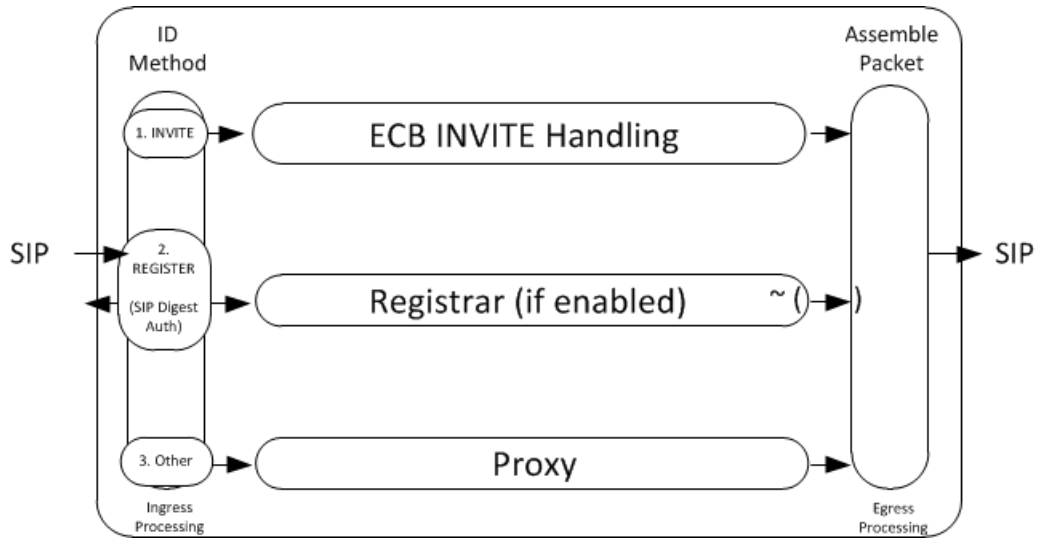 ID
Method
Assemble
Packet
1. INVITE
ECB INVITE Handling
SIP
2.
REGISTER
(SIP Digest
Auth)
Registrar (if enabled)
~ ( )
SIP
3. Other
Proxy
Ingress
Processing
Egress
Processing